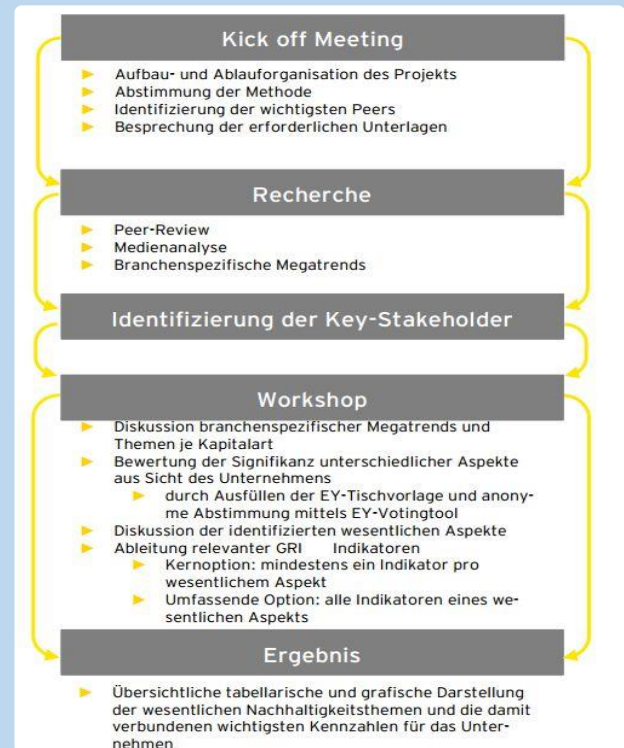 Kick off Meeting
Aufbau- und Ablauforganisation des Projekts
Abstimmung der Methode
Identifizierung der wichtigsten Peers
Besprechung der erforderlichen Unterlagen
Recherche
Peer-Review
Medienanalyse
Branchenspezifische Megatrends
Identifizierung der Key-Stakeholder
Workshop
Diskussion branchenspezifischer Megatrends und
Themen je Kapitalart
Bewertung der Signifikanz unterschiedlicher Aspekte
aus Sicht des Unternehmens
durch Ausfüllen der EY-Tischvorlage und anony-
me Abstimmung mittels EY-Votingtool
Diskussion der identifizierten wesentlichen Aspekte
Ableitung relevanter GRI Indikatoren
Kernoption: mindestens ein Indikator pro
wesentlichem Aspekt
Umfassende Option: alle Indikatoren eines we-
sentlichen Aspekts
Ergebnis
Übersichtliche tabellarische und grafische Darstellung
der wesentlichen Nachhaltigkeitsthemen und die damit
verbundenen wichtigsten Kennzahlen für das Unter-
nehmen